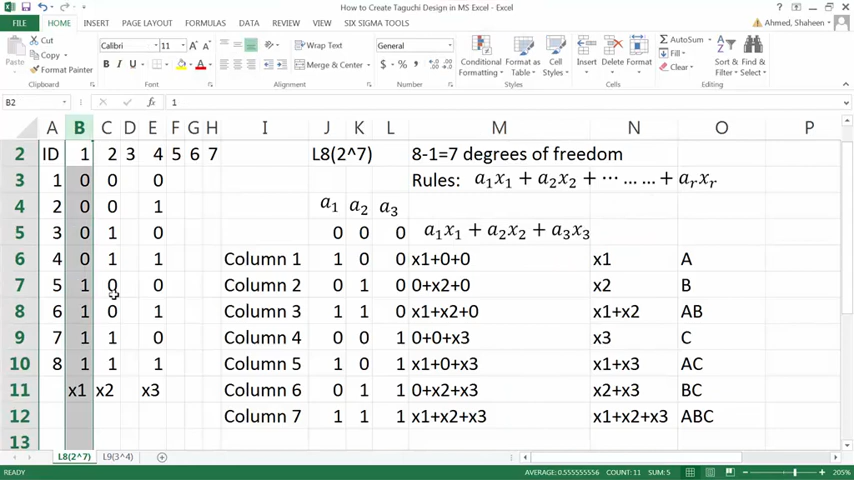 How to Create Taguchi Design in MS Excel - Excel
FILE HOME INSERT PAGE LAYOUT FORMULAS DATA REVIEW VIEW SIX SIGMA TOOLS Ahmed, Shaheen
Paste Cut Copy Format Painter Clipboard
Calibri 11 B I U A Font
Wrap Text Merge & Center Alignment
General $ % , Number
Conditional Formatting Format as Table Cell Styles Styles
Insert Delete Format Cells
AutoSum Fill Clear Sort & Filter Find & Select Editing
B2 fx 1
A B C D E F G H I J K L M N O P
2 ID 1 2 3 4 5 6 7 L8(2^7) 8-1=7 degrees of freedom
3 1 0 0 0 Rules: a₁x₁ + a₂x₂ + ⋯ … … + aᵣxᵣ
4 2 0 0 1 a₁ a₂ a₃
5 3 0 1 0 0 0 0 a₁x₁ + a₂x₂ + a₃x₃
6 4 0 1 1 Column 1 1 0 0 x1+0+0 x1 A
7 5 1 0 0 Column 2 0 1 0 0+x2+0 x2 B
8 6 1 0 1 Column 3 1 1 0 x1+x2+0 x1+x2 AB
9 7 1 1 0 Column 4 0 0 1 0+0+x3 x3 C
10 8 1 1 1 Column 5 1 0 1 x1+0+x3 x1+x3 AC
11 x1 x2 x3 Column 6 0 1 1 0+x2+x3 x2+x3 BC
12 Column 7 1 1 1 x1+x2+x3 x1+x2+x3 ABC
13
L8(2^7) L9(3^4)
READY AVERAGE: 0.555555556 COUNT: 11 SUM: 5 205%